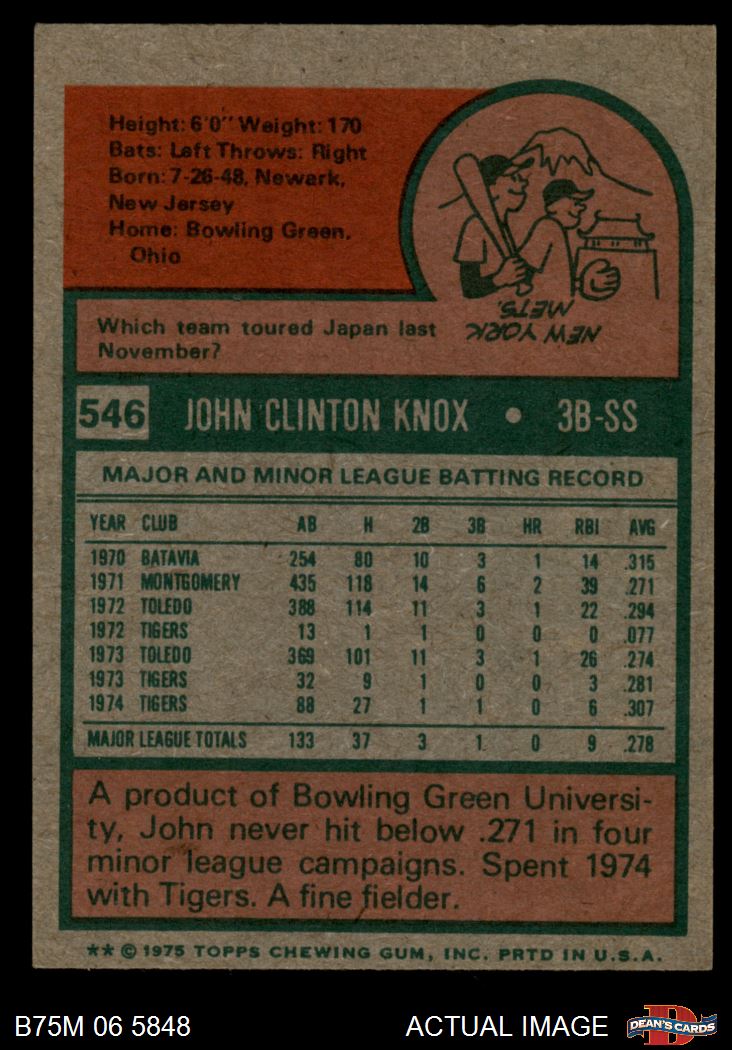 Height: 6'0" Weight: 170
Bats: Left Throws: Right
Born: 7-26-48, Newark,
New Jersey
Home: Bowling Green,
Ohio
NEW YORK
METS.
Which team toured Japan last
November?
546 JOHN CLINTON KNOX • 3B-SS
MAJOR AND MINOR LEAGUE BATTING RECORD
YEAR CLUB AB H 2B 3B HR RBI AVG
1970 BATAVIA 254 80 10 3 1 14 .315
1971 MONTGOMERY 435 118 14 6 2 39 .271
1972 TOLEDO 388 114 11 3 1 22 .294
1972 TIGERS 13 1 1 0 0 0 .077
1973 TOLEDO 369 101 11 3 1 26 .274
1973 TIGERS 32 9 1 0 0 3 .281
1974 TIGERS 88 27 1 1 0 6 .307
MAJOR LEAGUE TOTALS 133 37 3 1 0 9 .278
A product of Bowling Green Universi-
ty, John never hit below .271 in four
minor league campaigns. Spent 1974
with Tigers. A fine fielder.
** © 1975 TOPPS CHEWING GUM, INC. PRTD IN U.S.A.
B75M 06 5848 ACTUAL IMAGE D DEAN'S CARDS